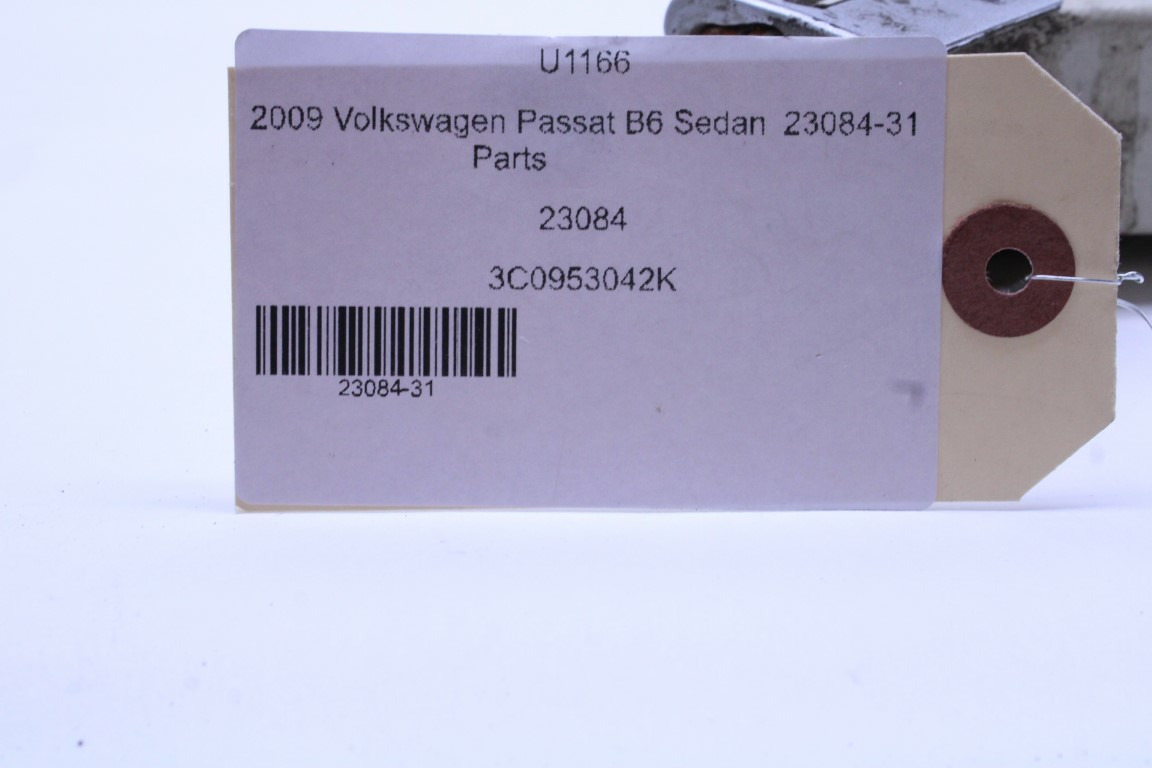 U1166
2009 Volkswagen Passat B6 Sedan 23084-31
Parts
23084
3C0953042K
23084-31